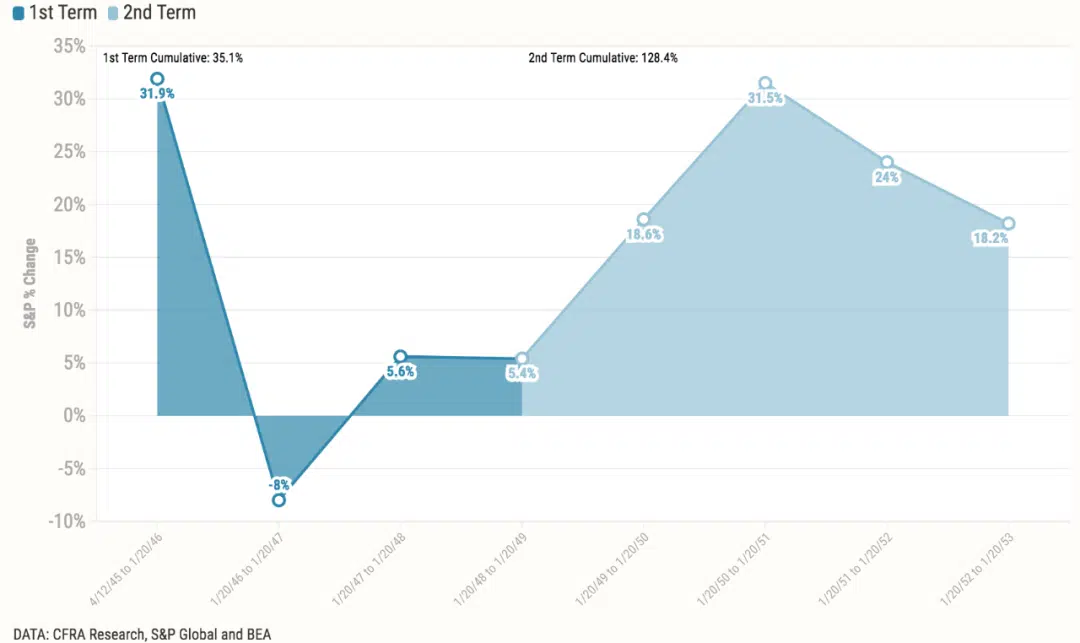 1st Term 2nd Term
35%
1st Term Cumulative: 35.1%
2nd Term Cumulative: 128.4%
30%
25%
20%
15%
10%
5%
0%
-5%
-10%
S&P % Change
31.9%
-8%
5.6%
5.4%
18.6%
31.5%
24%
18.2%
4/12/45 to 1/20/46
1/20/46 to 1/20/47
1/20/47 to 1/20/48
1/20/48 to 1/20/49
1/20/49 to 1/20/50
1/20/50 to 1/20/51
1/20/51 to 1/20/52
1/20/52 to 1/20/53
DATA: CFRA Research, S&P Global and BEA